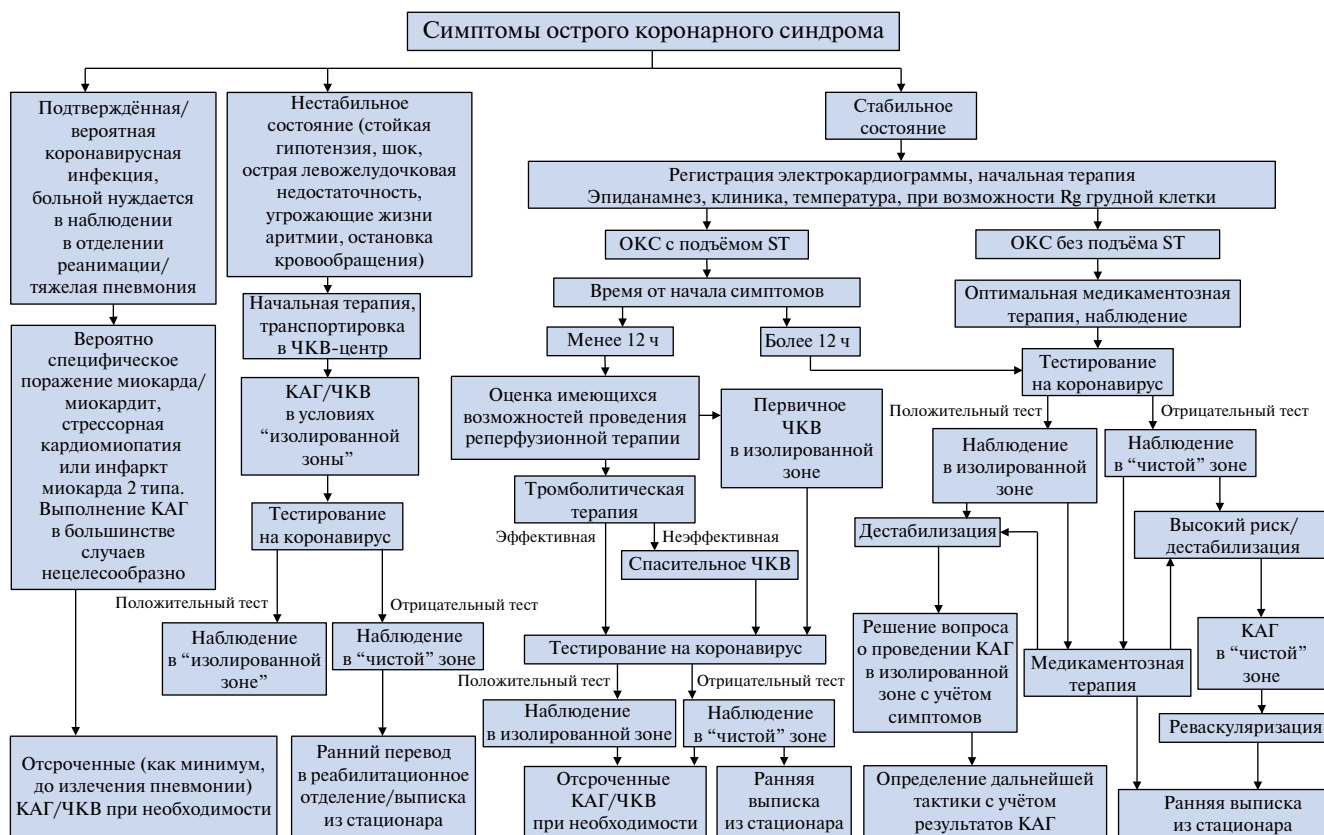 Симптомы острого коронарного синдрома
Подтверждённая/
вероятная
коронавирусная
инфекция,
больной нуждается
в наблюдении
в отделении
реанимации/
тяжелая пневмония
Вероятно
специфическое
поражение миокарда/
миокардит,
стрессорная
кардиомиопатия
или инфаркт
миокарда 2 типа.
Выполнение КАГ
в большинстве
случаев
нецелесообразно
Отсроченные (как минимум,
до излечения пневмонии)
КАГ/ЧКВ при необходимости
Нестабильное
состояние (стойкая
гипотензия, шок,
острая левожелудочковая
недостаточность,
угрожающие жизни
аритмии, остановка
кровообращения)
Начальная терапия,
транспортировка
в ЧКВ-центр
КАГ/ЧКВ
в условиях
“изолированной
зоны”
Тестирование
на коронавирус
Положительный тест
Отрицательный тест
Наблюдение
в “изолированной
зоне”
Наблюдение
в “чистой” зоне
Ранний перевод
в реабилитационное
отделение/выписка
из стационара
Стабильное
состояние
Регистрация электрокардиограммы, начальная терапия
Эпиданамнез, клиника, температура, при возможности Rg грудной клетки
ОКС с подъёмом ST
Время от начала симптомов
Менее 12 ч
Более 12 ч
Оценка имеющихся
возможностей проведения
реперфузионной терапии
Первичное
ЧКВ
в изолированной
зоне
Тромболитическая
терапия
Эффективная
Неэффективная
Спасительное ЧКВ
Тестирование на коронавирус
Положительный тест
Отрицательный тест
Наблюдение
в изолированной зоне
Наблюдение
в “чистой” зоне
Отсроченные
КАГ/ЧКВ
при необходимости
Ранняя
выписка
из стационара
ОКС без подъёма ST
Оптимальная медикаментозная
терапия, наблюдение
Тестирование
на коронавирус
Положительный тест
Отрицательный тест
Наблюдение
в изолированной
зоне
Наблюдение
в “чистой” зоне
Дестабилизация
Высокий риск/
дестабилизация
Решение вопроса
о проведении КАГ
в изолированной
зоне с учётом
симптомов
Медикаментозная
терапия
КАГ
в “чистой”
зоне
Реваскуляризация
Определение дальнейшей
тактики с учётом
результатов КАГ
Ранняя выписка
из стационара